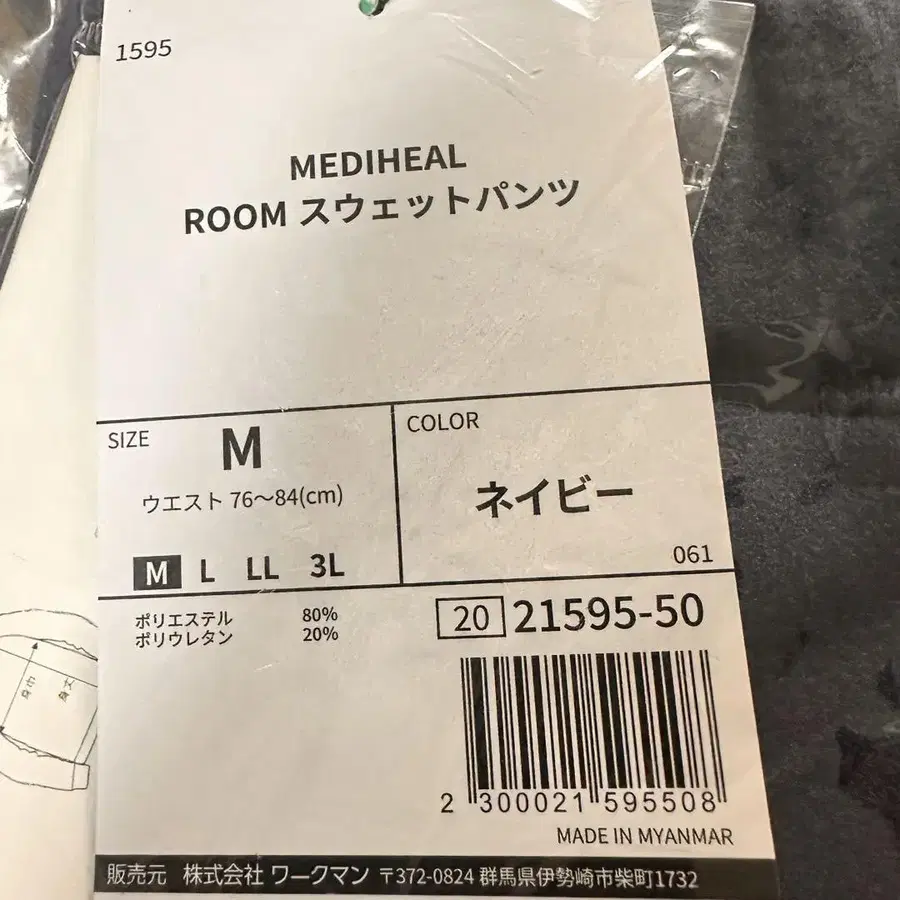 1595
MEDIHEAL
ROOM スウェットパンツ
SIZE
M
ウエスト 76〜84(cm)
M L LL 3L
COLOR
ネイビー
061
ポリエステル 80%
ポリウレタン 20%
20 21595-50
身巾
身丈
2 300021 595508
MADE IN MYANMAR
販売元 株式会社 ワークマン 〒372-0824 群馬県伊勢崎市柴町1732